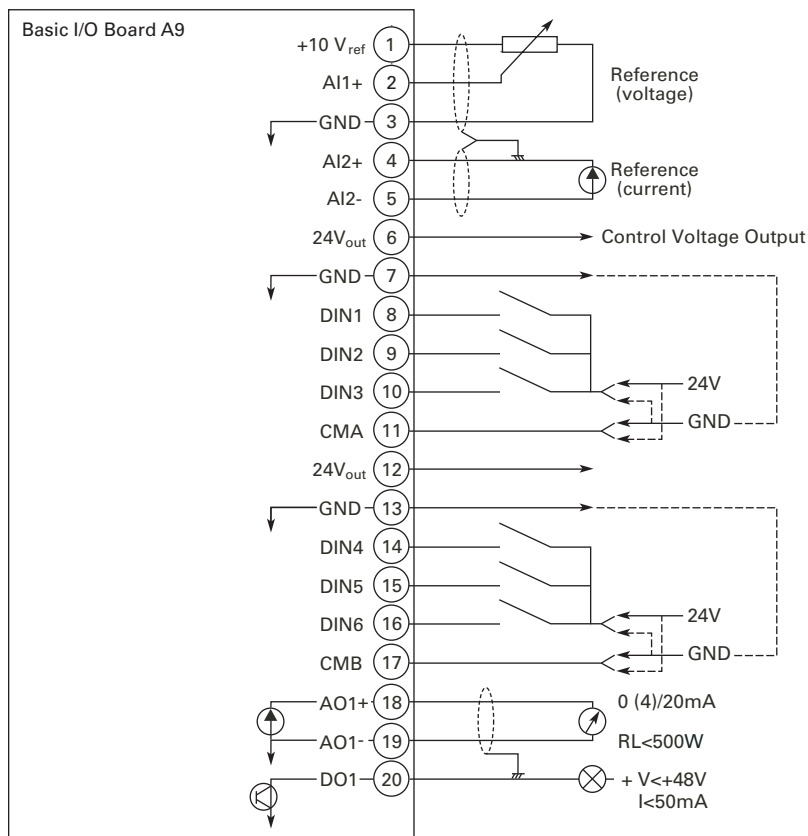 Basic I/O Board A9
+10 Vref 1
AI1+ 2
Reference
(voltage)
GND 3
AI2+ 4
Reference
(current)
AI2- 5
24Vout 6 Control Voltage Output
GND 7
DIN1 8
DIN2 9
DIN3 10
24V
GND
CMA 11
24Vout 12
GND 13
DIN4 14
DIN5 15
DIN6 16
24V
GND
CMB 17
AO1+ 18 0 (4)/20mA
AO1- 19 RL<500W
DO1 20 + V<+48V
I<50mA